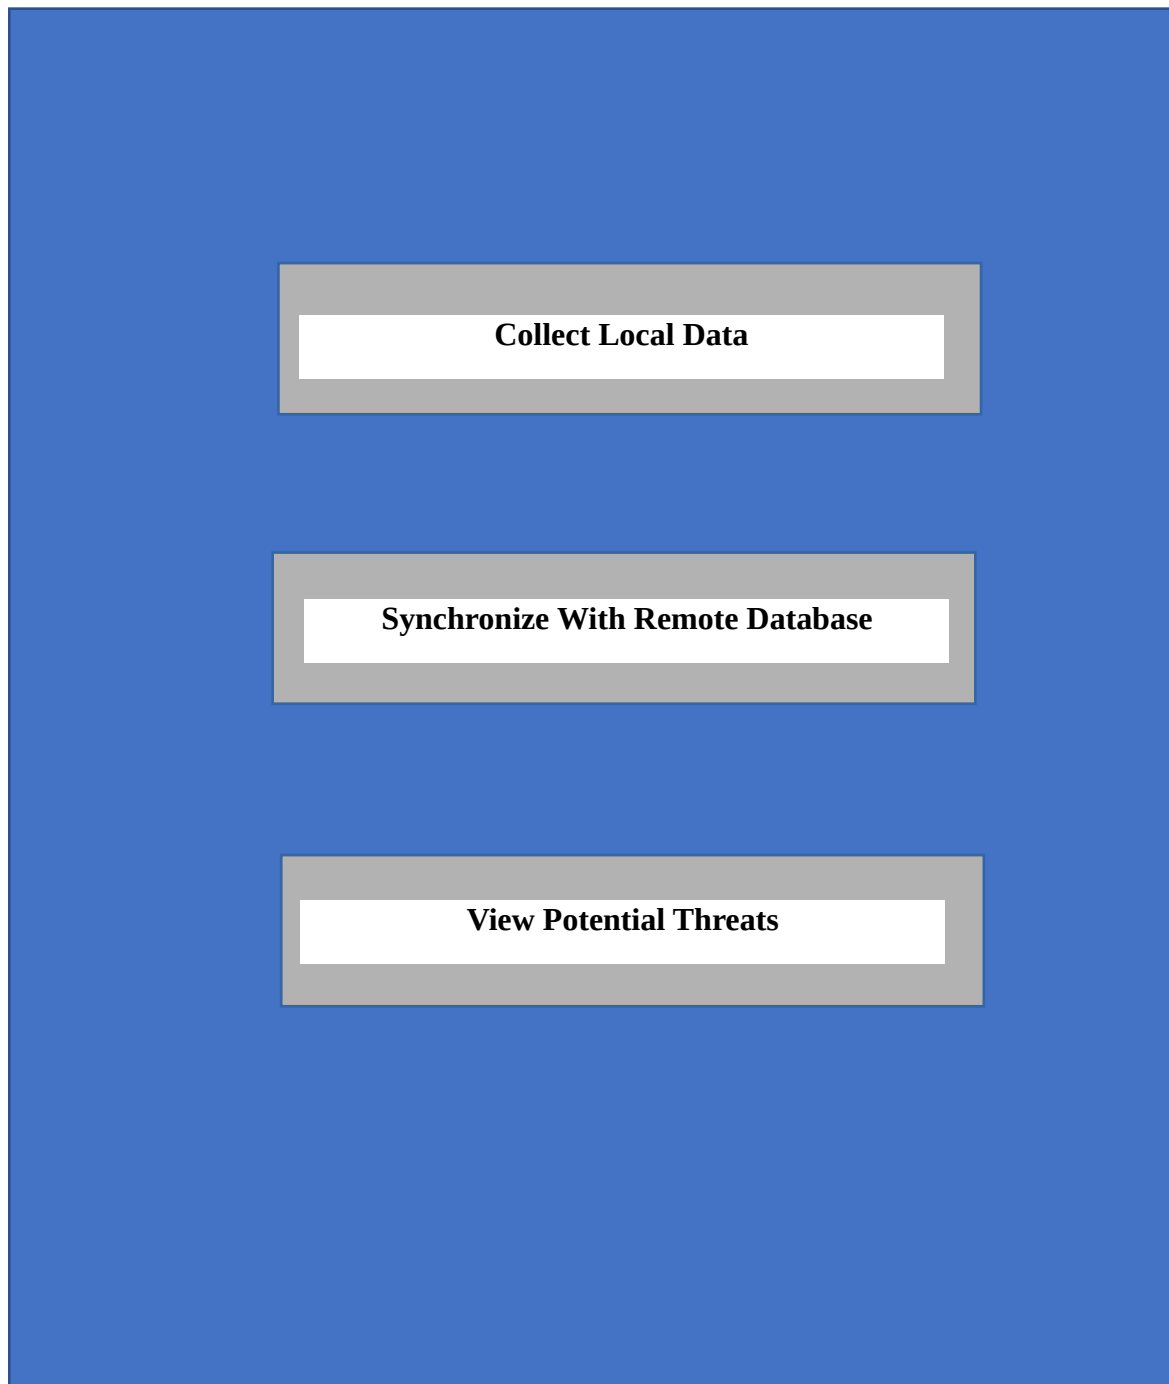 Collect Local Data
Synchronize With Remote Database
View Potential Threats